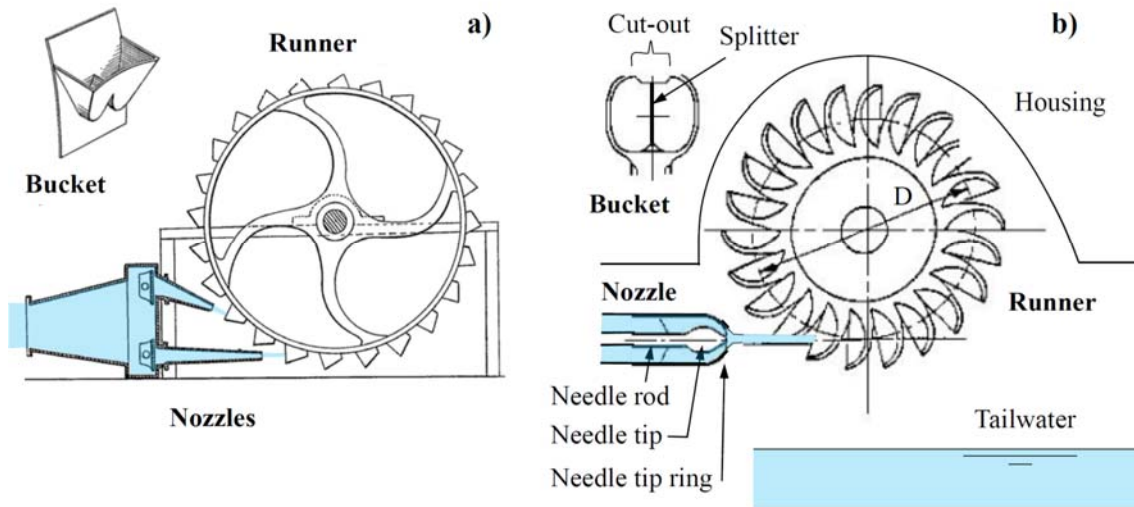 a)
Runner
Bucket
Nozzles
b)
Cut-out
Splitter
Housing
Bucket
D
Nozzle
Runner
Needle rod
Needle tip
Needle tip ring
Tailwater